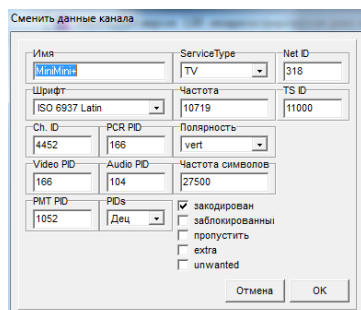 Сменить данные канала
Имя ServiceType Net ID
MiniMini+ TV 318
Шрифт Частота TS ID
ISO 6937 Latin 10719 11000
Ch. ID PCR PID Полярность
4452 166 vert
Video PID Audio PID Частота символов
166 104 27500
PMT PID PIDs закодирован
1052 Дец заблокированны
пропустить
extra
unwanted
Отмена OK